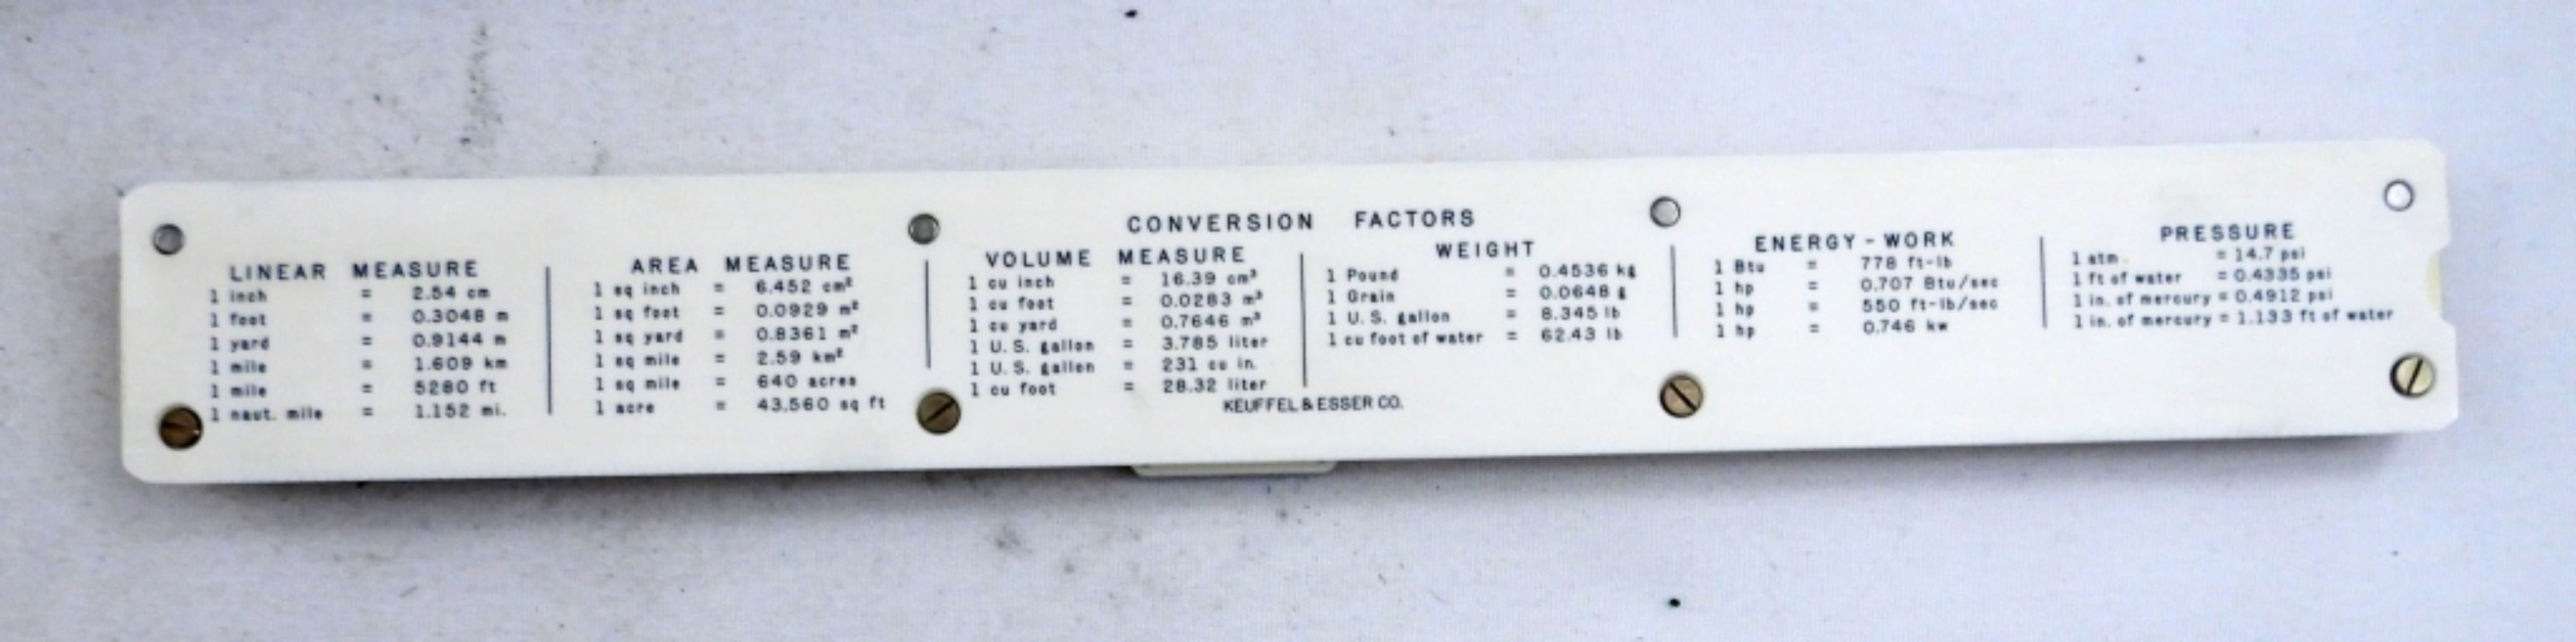 CONVERSION FACTORS
LINEAR MEASURE
1 inch = 2.54 cm
1 foot = 0.3048 m
1 yard = 0.9144 m
1 mile = 1.609 km
1 mile = 5280 ft
1 naut. mile = 1.152 mi.
AREA MEASURE
1 sq inch = 6.452 cm²
1 sq foot = 0.0929 m²
1 sq yard = 0.8361 m²
1 sq mile = 2.59 km²
1 sq mile = 640 acres
1 acre = 43,560 sq ft
VOLUME MEASURE
1 cu inch = 16.39 cm³
1 cu foot = 0.0283 m³
1 cu yard = 0.7646 m³
1 U.S. gallon = 3.785 liter
1 U.S. gallon = 231 cu in.
1 cu foot = 28.32 liter
WEIGHT
1 Pound = 0.4536 kg
1 Grain = 0.0648 g
1 U.S. gallon = 8.345 lb
1 cu foot of water = 62.43 lb
KEUFFEL & ESSER CO.
ENERGY-WORK
1 Btu = 778 ft-lb
1 hp = 0.707 Btu/sec
1 hp = 550 ft-lb/sec
1 hp = 0.746 kw
PRESSURE
1 atm. = 14.7 psi
1 ft of water = 0.4335 psi
1 in. of mercury = 0.4912 psi
1 in. of mercury = 1.133 ft of water